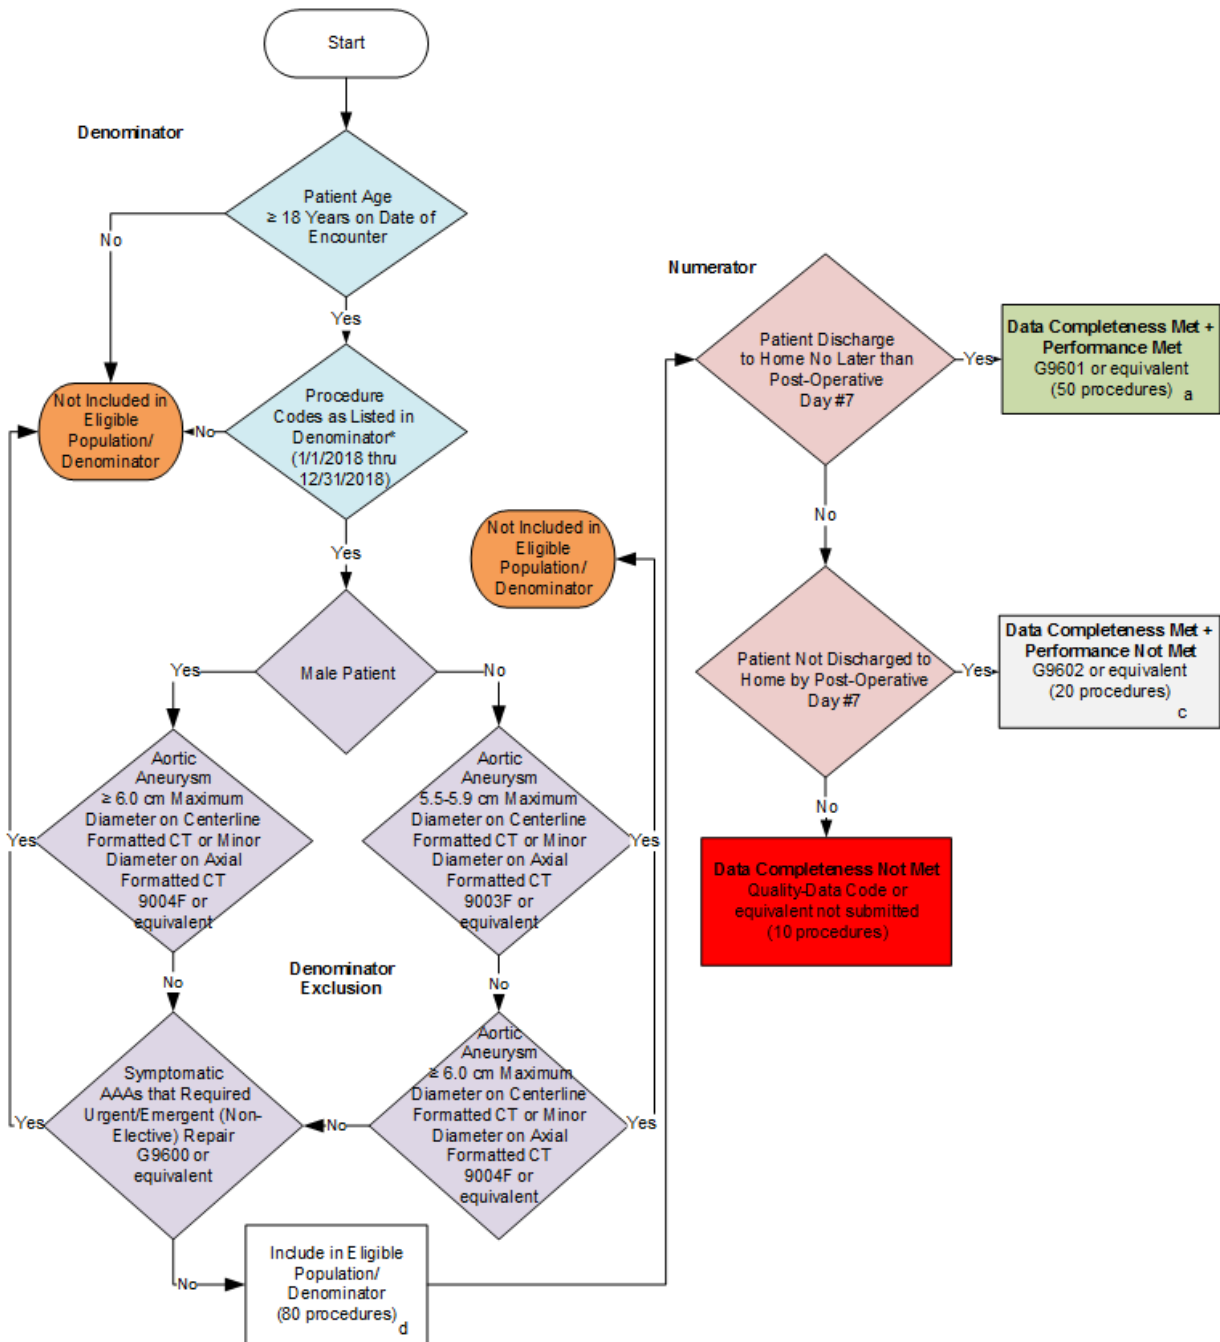 Start
Denominator
Patient Age
≥ 18 Years on Date of
Encounter
No
Yes
Procedure
Codes as Listed in
Denominator*
(1/1/2018 thru
12/31/2018)
No
Not Included in
Eligible
Population/
Denominator
Yes
Male Patient
Yes
No
Not Included in
Eligible
Population/
Denominator
Aortic
Aneurysm
≥ 6.0 cm Maximum
Diameter on Centerline
Formatted CT or Minor
Diameter on Axial
Formatted CT
9004F or
equivalent
Yes
No
Aortic
Aneurysm
5.5-5.9 cm Maximum
Diameter on Centerline
Formatted CT or Minor
Diameter on Axial
Formatted CT
9003F or
equivalent
Yes
No
Denominator
Exclusion
Symptomatic
AAAs that Required
Urgent/Emergent (Non-
Elective) Repair
G9600 or
equivalent
Yes
No
Aortic
Aneurysm
≥ 6.0 cm Maximum
Diameter on Centerline
Formatted CT or Minor
Diameter on Axial
Formatted CT
9004F or
equivalent
Yes
No
Include in Eligible
Population/
Denominator
(80 procedures)
d
Numerator
Patient Discharge
to Home No Later than
Post-Operative
Day #7
Yes
Data Completeness Met +
Performance Met
G9601 or equivalent
(50 procedures)
a
No
Patient Not Discharged to
Home by Post-Operative
Day #7
Yes
Data Completeness Met +
Performance Not Met
G9602 or equivalent
(20 procedures)
c
No
Data Completeness Not Met
Quality-Data Code or
equivalent not submitted
(10 procedures)